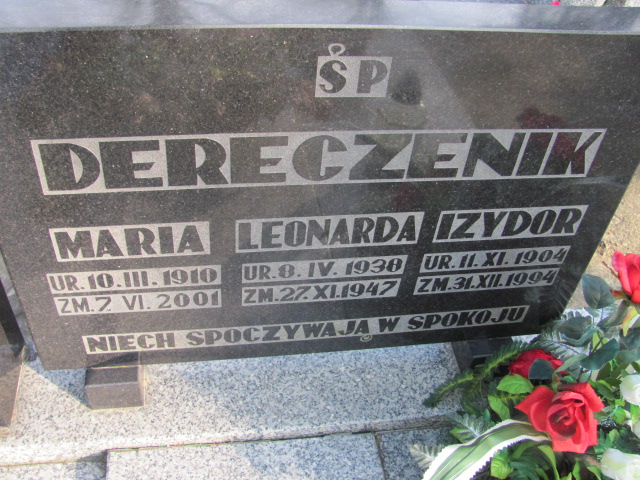 ŚP
DERECZENIK
MARIA LEONARDA IZYDOR
UR. 10. III. 1910 UR. 8. IV. 1938 UR. 11. XI. 1904
ZM. 7. VI. 2001 ZM. 27. XI. 1947 ZM. 31. XII. 1994
NIECH SPOCZYWAJĄ W SPOKOJU